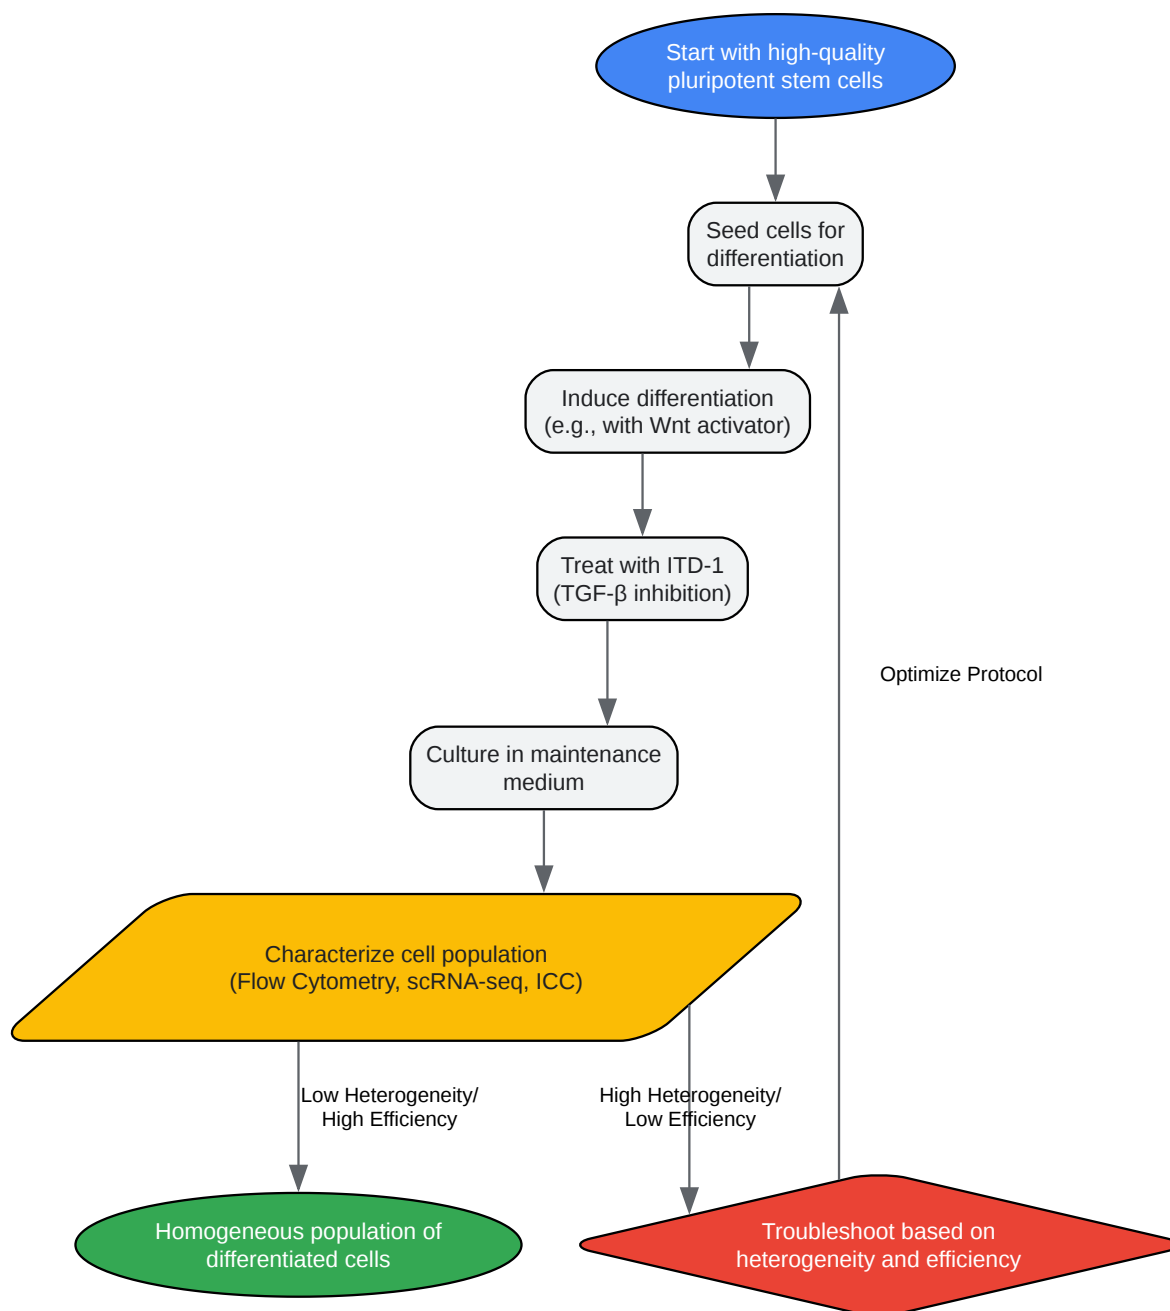 Start with high-quality
pluripotent stem cells
Seed cells for
differentiation
Induce differentiation
(e.g., with Wnt activator)
Treat with ITD-1
(TGF-β inhibition)
Optimize Protocol
Culture in maintenance
medium
Characterize cell population
(Flow Cytometry, scRNA-seq, ICC)
Low Heterogeneity/
High Efficiency
High Heterogeneity/
Low Efficiency
Homogeneous population of
differentiated cells
Troubleshoot based on
heterogeneity and efficiency